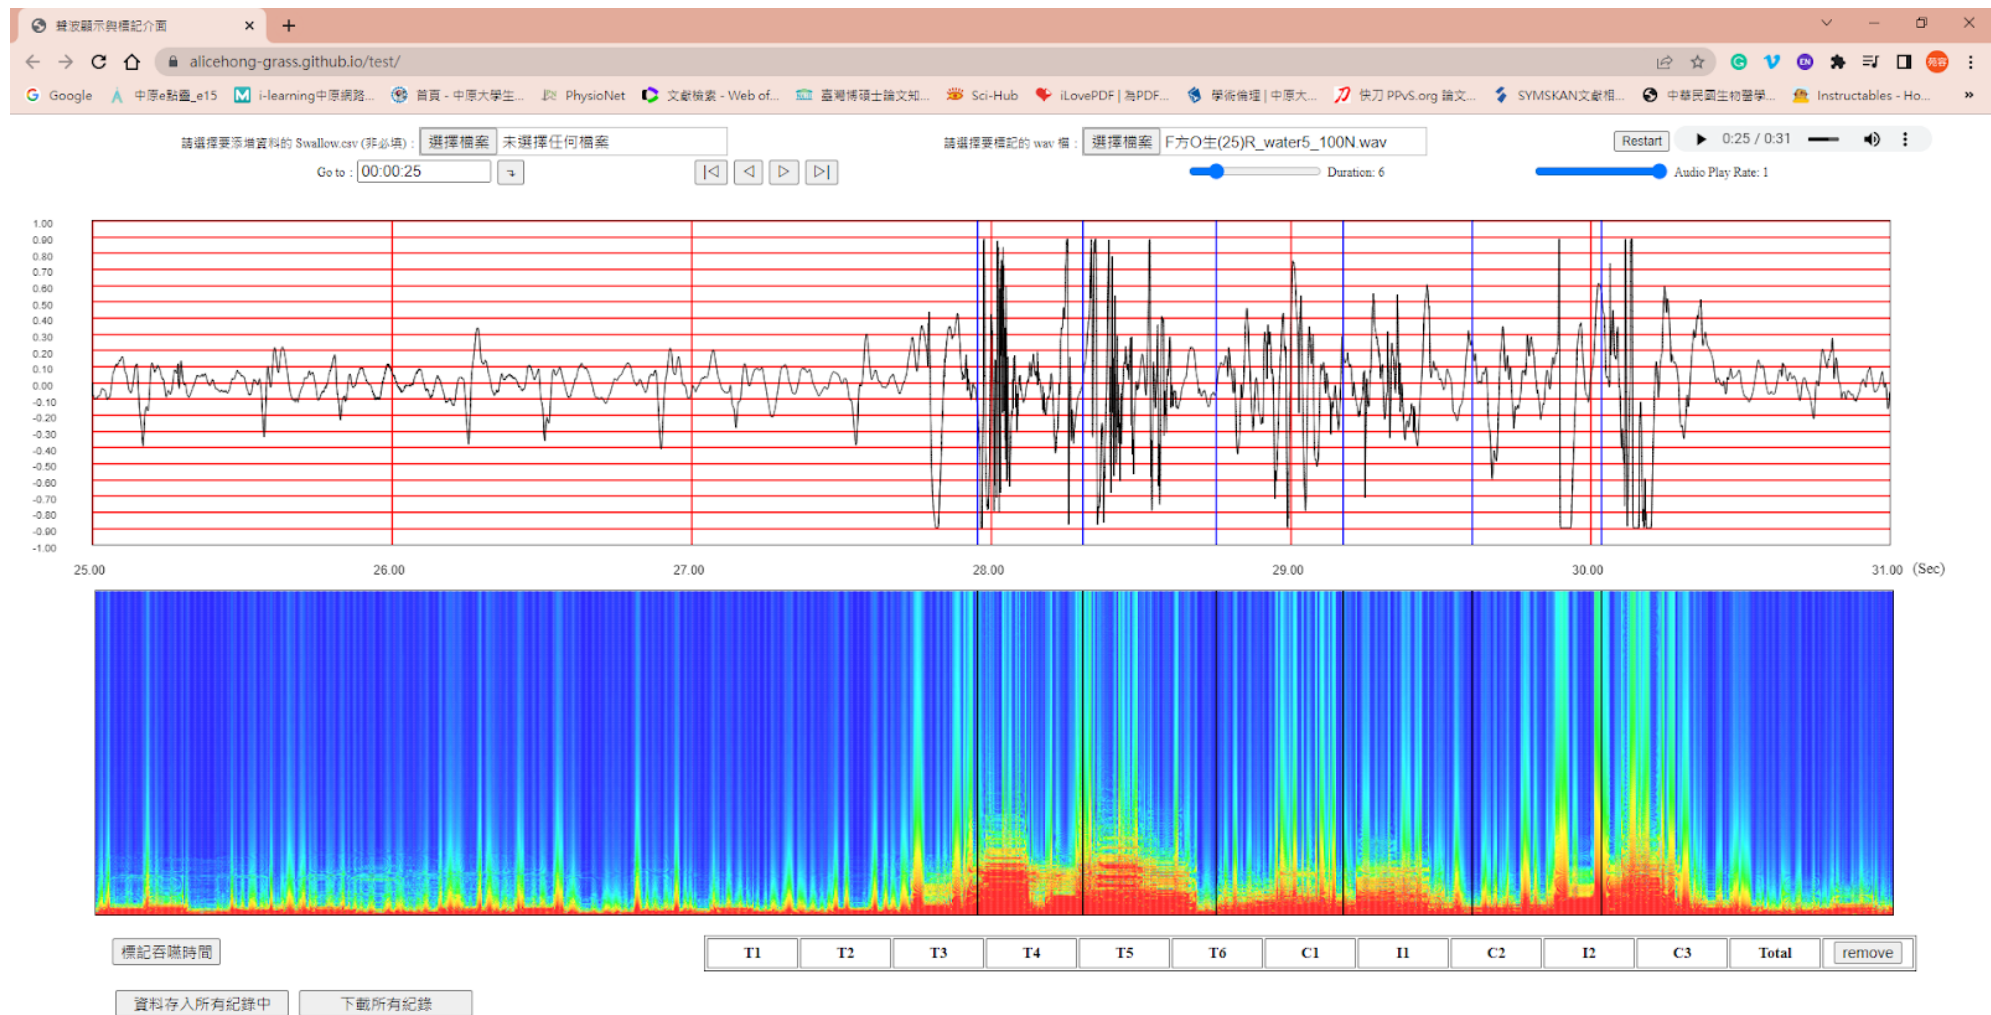 聲波顯示與標記介面
alicehong-grass.github.io/test/
Google 中原e點靈_e15 i-learning中原網路... 首頁 - 中原大學生... PhysioNet 文獻檢索 - Web of... 臺灣博碩士論文知... Sci-Hub iLovePDF | 為PDF... 學術倫理 | 中原大... 快刀 PPvS.org 論文... SYMSKAN文獻相... 中華民國生物醫學... Instructables - Ho... »
請選擇要添增資料的 Swallow.csv (非必填) : 選擇檔案 未選擇任何檔案 請選擇要標記的 wav 檔 : 選擇檔案 F方O生(25)R_water5_100N.wav Restart 0:25 / 0:31
Go to : 00:00:25 Duration: 6 Audio Play Rate: 1
1.00
0.90
0.80
0.70
0.60
0.50
0.40
0.30
0.20
0.10
0.00
-0.10
-0.20
-0.30
-0.40
-0.50
-0.60
-0.70
-0.80
-0.90
-1.00
25.00 26.00 27.00 28.00 29.00 30.00 31.00 (Sec)
標記吞嚥時間 T1 T2 T3 T4 T5 T6 C1 I1 C2 I2 C3 Total remove
資料存入所有紀錄中 下載所有紀錄